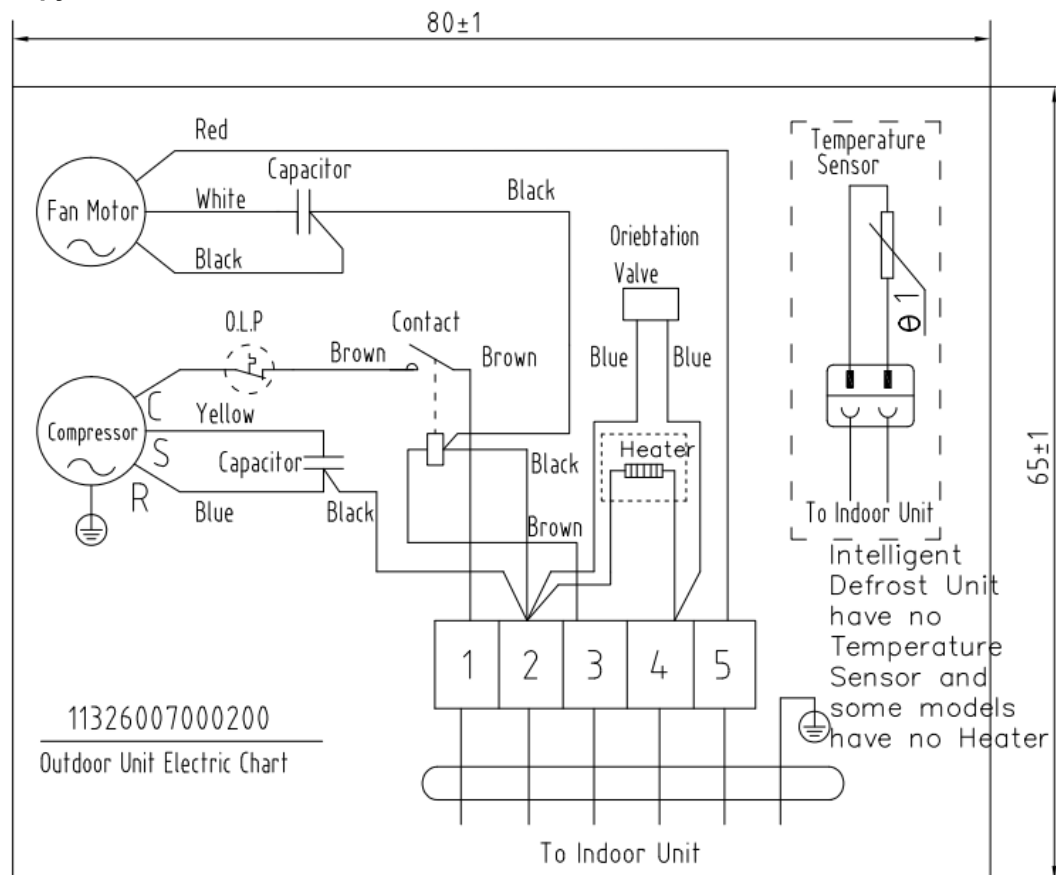 80±1
65±1
Red
Capacitor
White
Black
Fan Motor
Black
Oriebtation
Valve
Temperature
Sensor
θ1
O.L.P
Contact
Brown
Brown
Blue
Blue
C
Yellow
Compressor
S
Capacitor
R
Blue
Black
Black
Heater
Brown
To Indoor Unit
Intelligent
Defrost Unit
have no
Temperature
Sensor and
some models
have no Heater
1 2 3 4 5
11326007000200
Outdoor Unit Electric Chart
To Indoor Unit